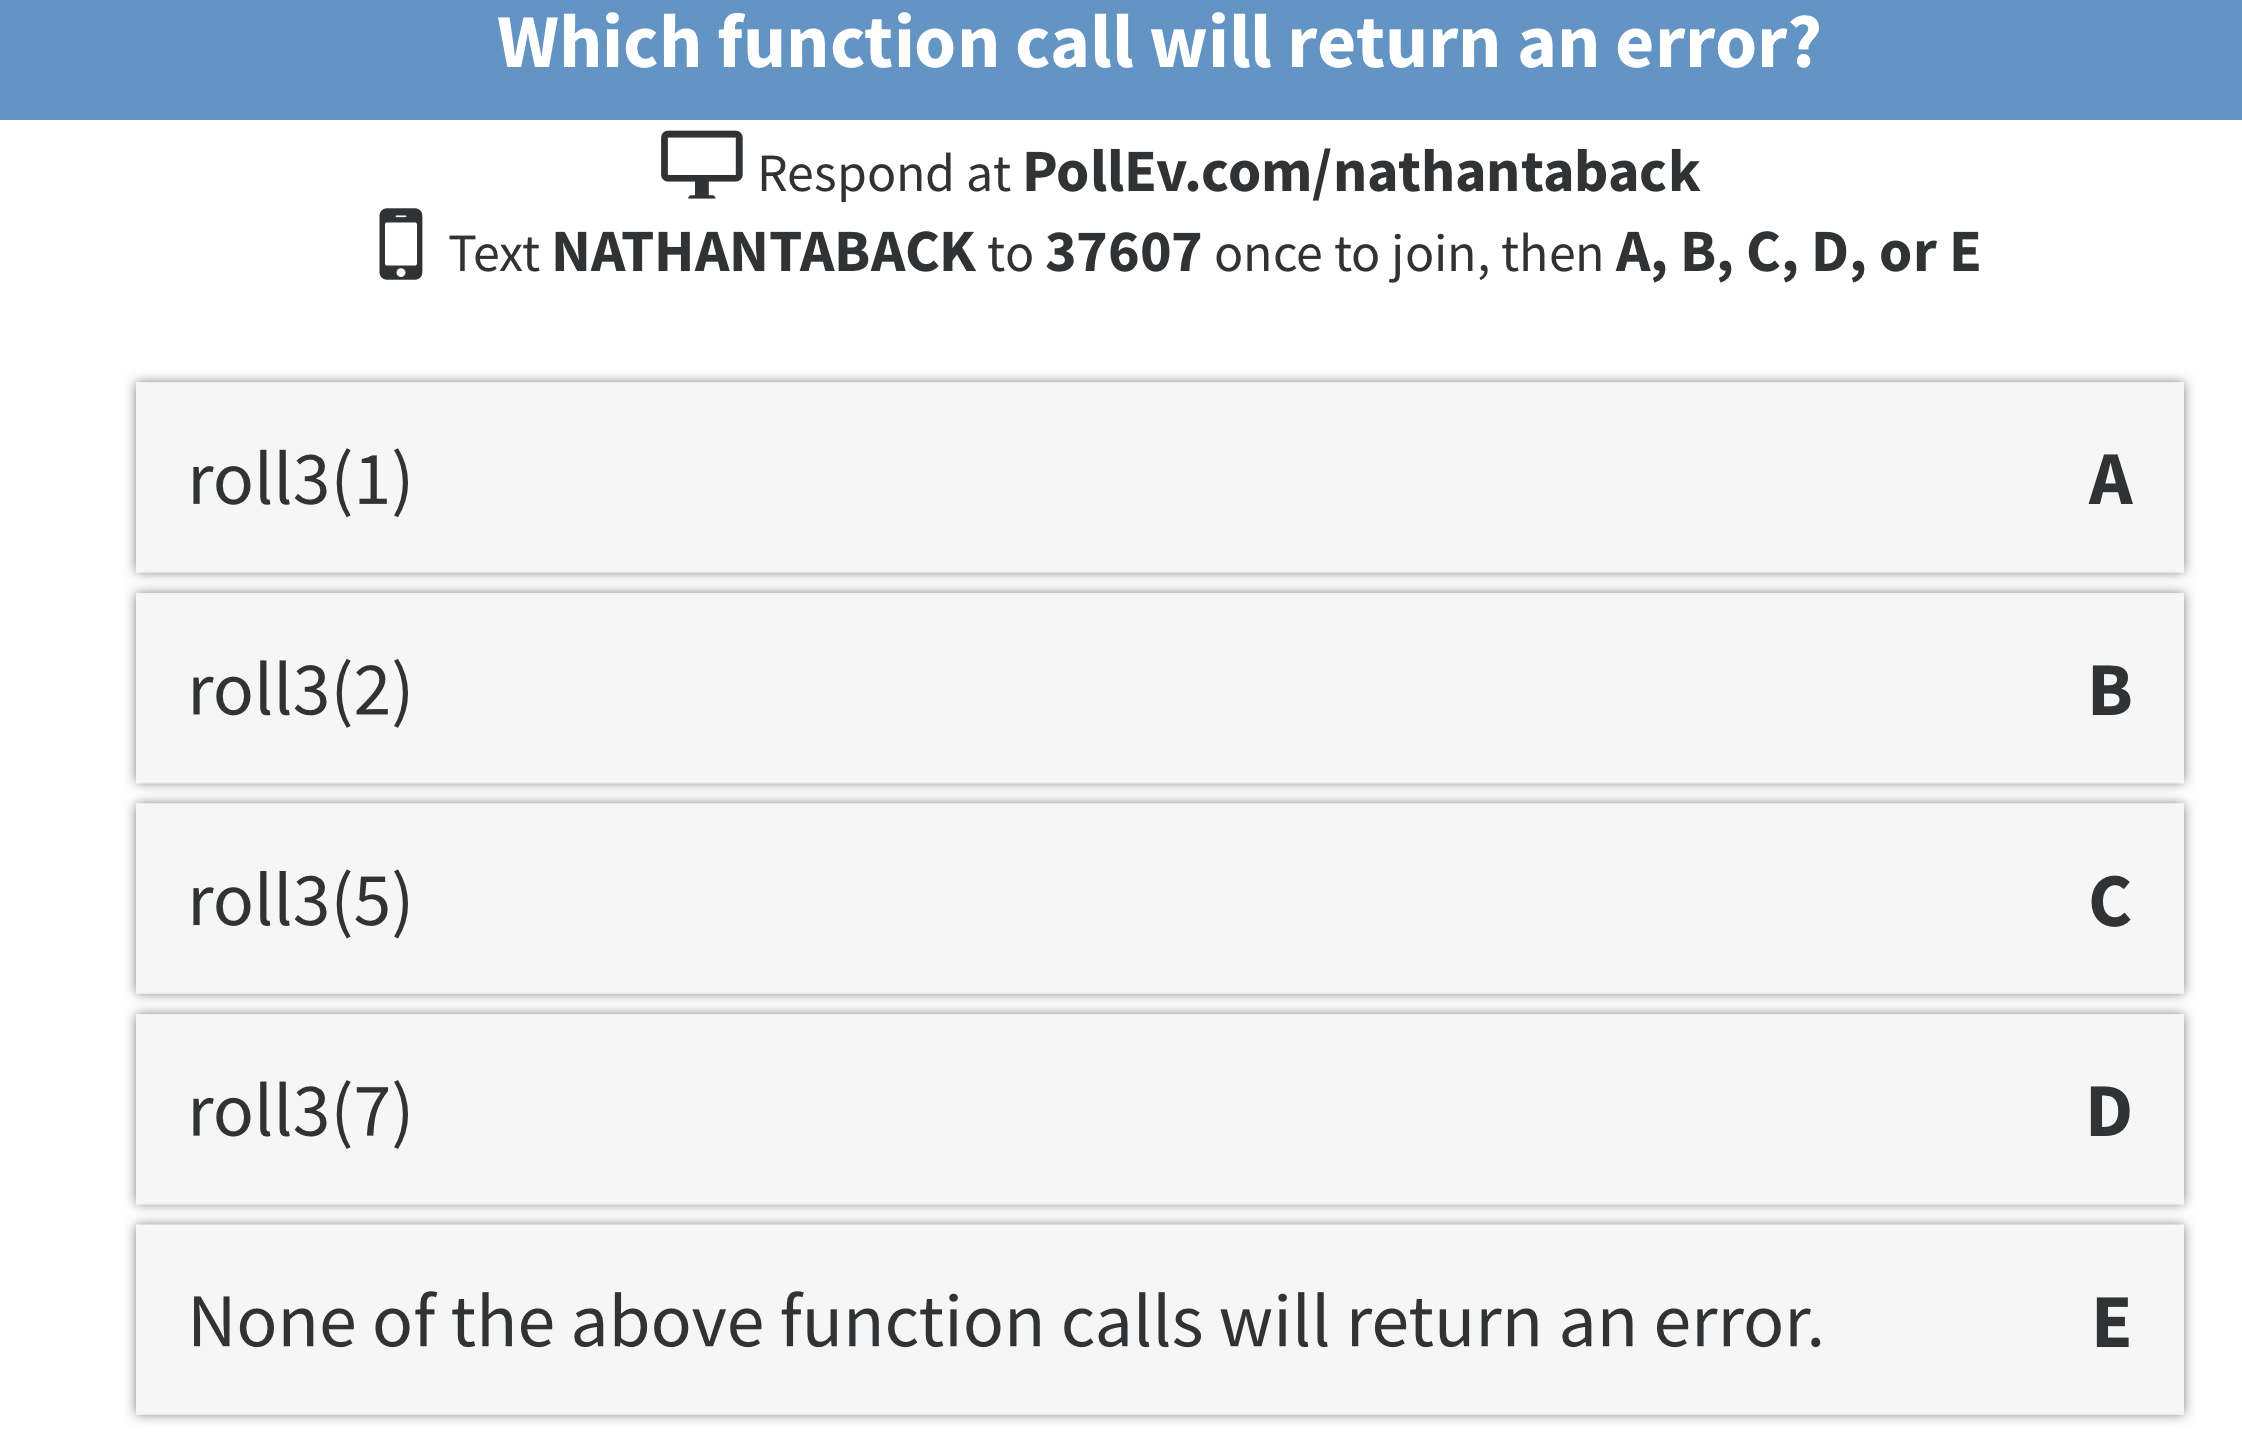 Which function call will return an error?
Respond at PollEv.com/nathantaback
Text NATHANTABACK to 37607 once to join, then A, B, C, D, or E
roll3(1) A
roll3(2) B
roll3(5) C
roll3(7) D
None of the above function calls will return an error. E